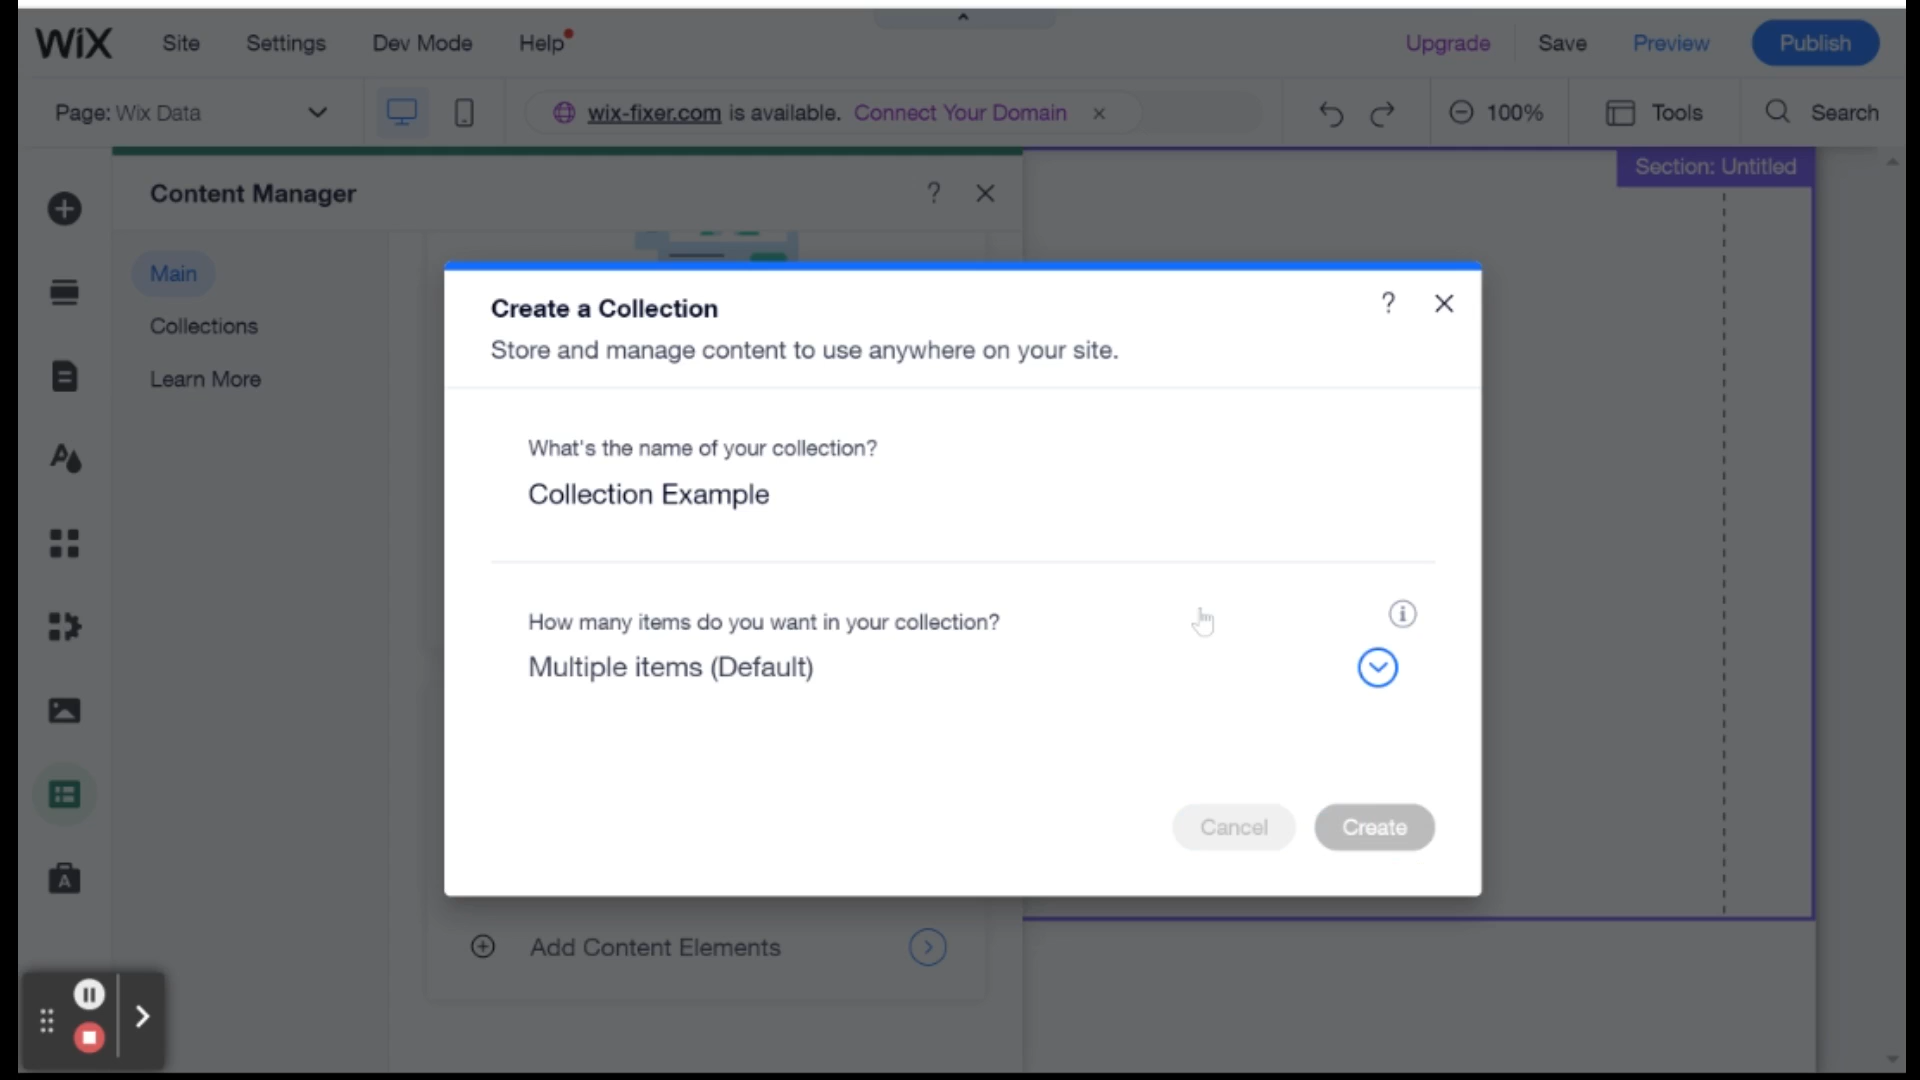 WiX Site Settings Dev Mode Help Upgrade Save Preview Publish
Page: Wix Data wix-fixer.com is available. Connect Your Domain 100% Tools Search
Section: Untitled
Content Manager ?
Main
Collections
Learn More
Create a Collection ?
Store and manage content to use anywhere on your site.
What's the name of your collection?
Collection Example
How many items do you want in your collection?
Multiple items (Default)
Cancel Create
Add Content Elements